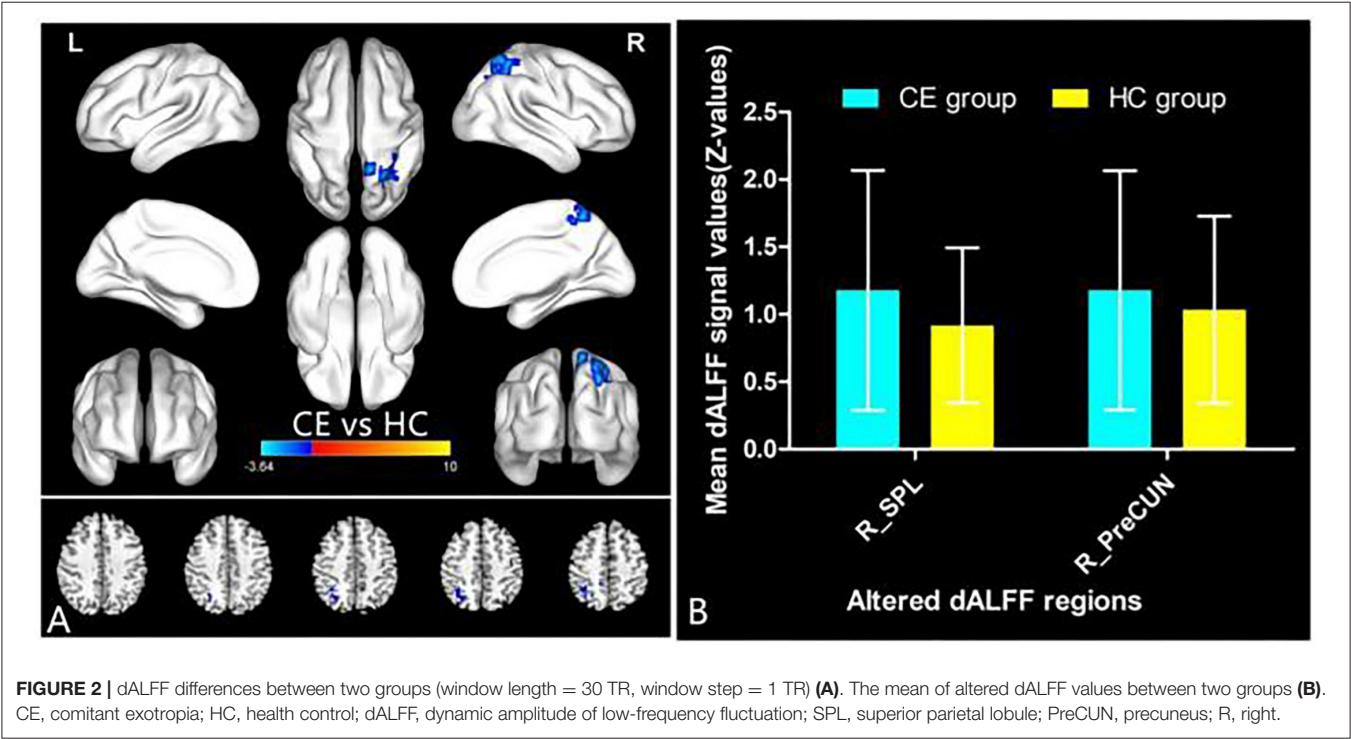 L
R
CE vs HC
-3.64
10
A
CE group
HC group
Mean dALFF signal values(Z-values)
2.5
2.0
1.5
1.0
0.5
0.0
R_SPL
R_PreCUN
Altered dALFF regions
B
FIGURE 2 | dALFF differences between two groups (window length = 30 TR, window step = 1 TR) (A). The mean of altered dALFF values between two groups (B).
CE, comitant exotropia; HC, health control; dALFF, dynamic amplitude of low-frequency fluctuation; SPL, superior parietal lobule; PreCUN, precuneus; R, right.